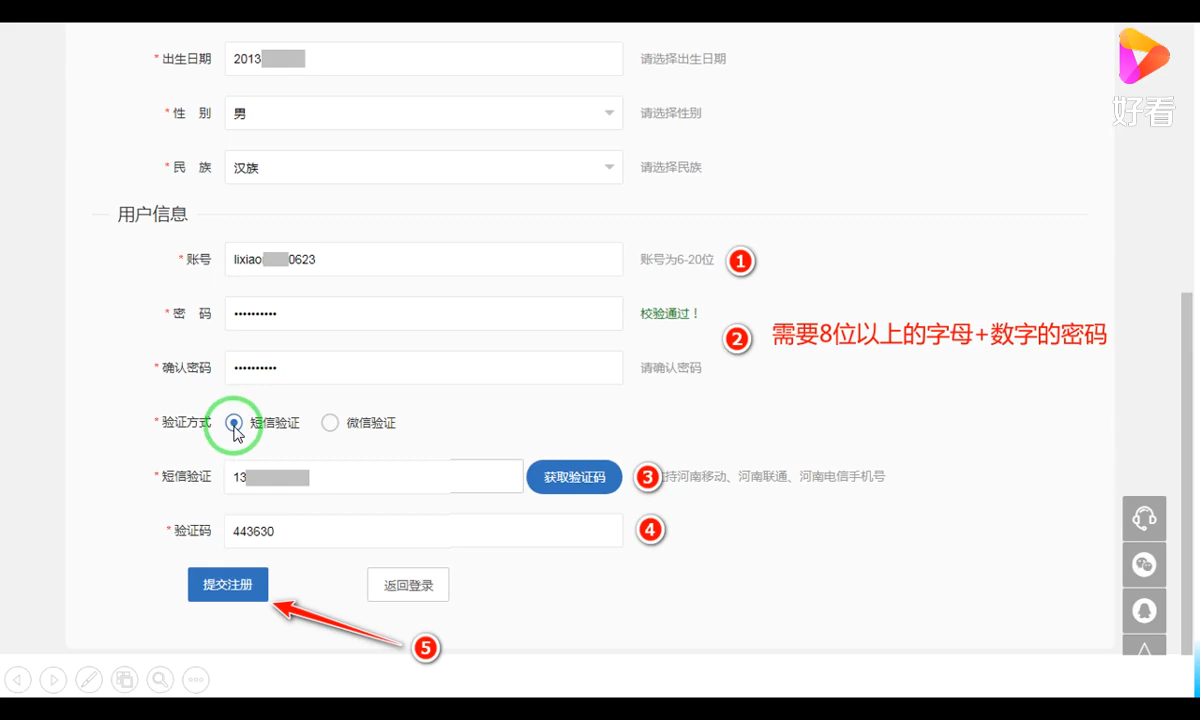 * 出生日期 2013 请选择出生日期
* 性 别 男 请选择性别
* 民 族 汉族 请选择民族
好看
用户信息
* 账号 lixiao 0623 账号为6-20位 1
* 密 码 •••••••••• 校验通过！
2 需要8位以上的字母+数字的密码
* 确认密码 •••••••••• 请确认密码
* 验证方式 短信验证 微信验证
* 短信验证 13 获取验证码 3 持河南移动、河南联通、河南电信手机号
* 验证码 443630 4
提交注册 返回登录
5